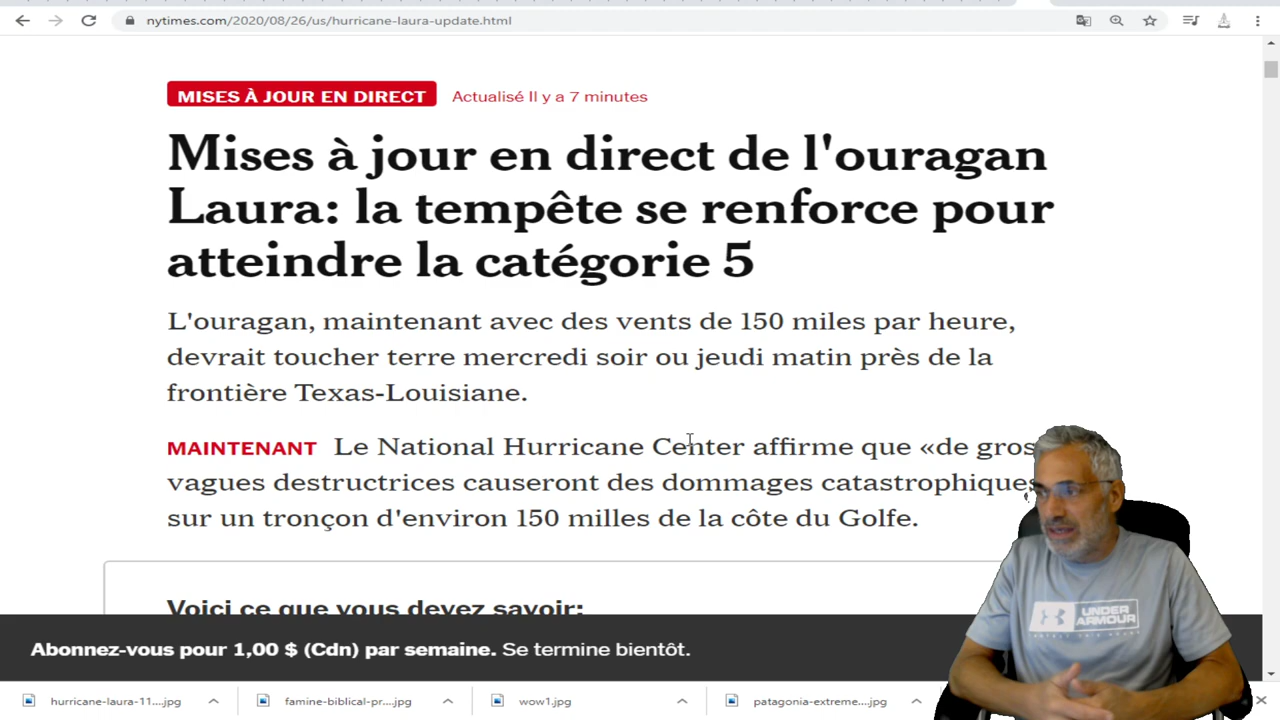 nytimes.com/2020/08/26/us/hurricane-laura-update.html
MISES À JOUR EN DIRECT Actualisé Il y a 7 minutes
Mises à jour en direct de l'ouragan
Laura: la tempête se renforce pour
atteindre la catégorie 5
L'ouragan, maintenant avec des vents de 150 miles par heure,
devrait toucher terre mercredi soir ou jeudi matin près de la
frontière Texas-Louisiane.
MAINTENANT Le National Hurricane Center affirme que «de gros
vagues destructrices causeront des dommages catastrophiques
sur un tronçon d'environ 150 milles de la côte du Golfe.
Voici ce que vous devez savoir:
UNDER
ARMOUR
Abonnez-vous pour 1,00 $ (Cdn) par semaine. Se termine bientôt.
hurricane-laura-11....jpg famine-biblical-pr....jpg wow1.jpg patagonia-extreme....jpg